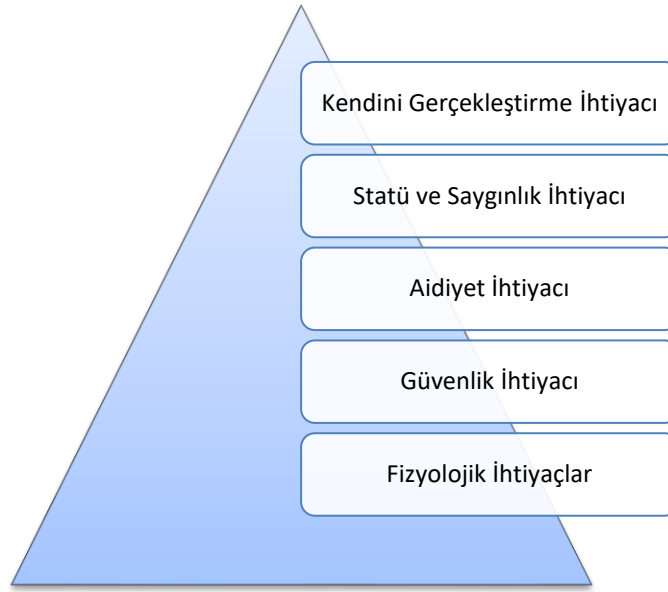 Kendini Gerçekleştirme İhtiyacı
Statü ve Saygınlık İhtiyacı
Aidiyet İhtiyacı
Güvenlik İhtiyacı
Fizyolojik İhtiyaçlar